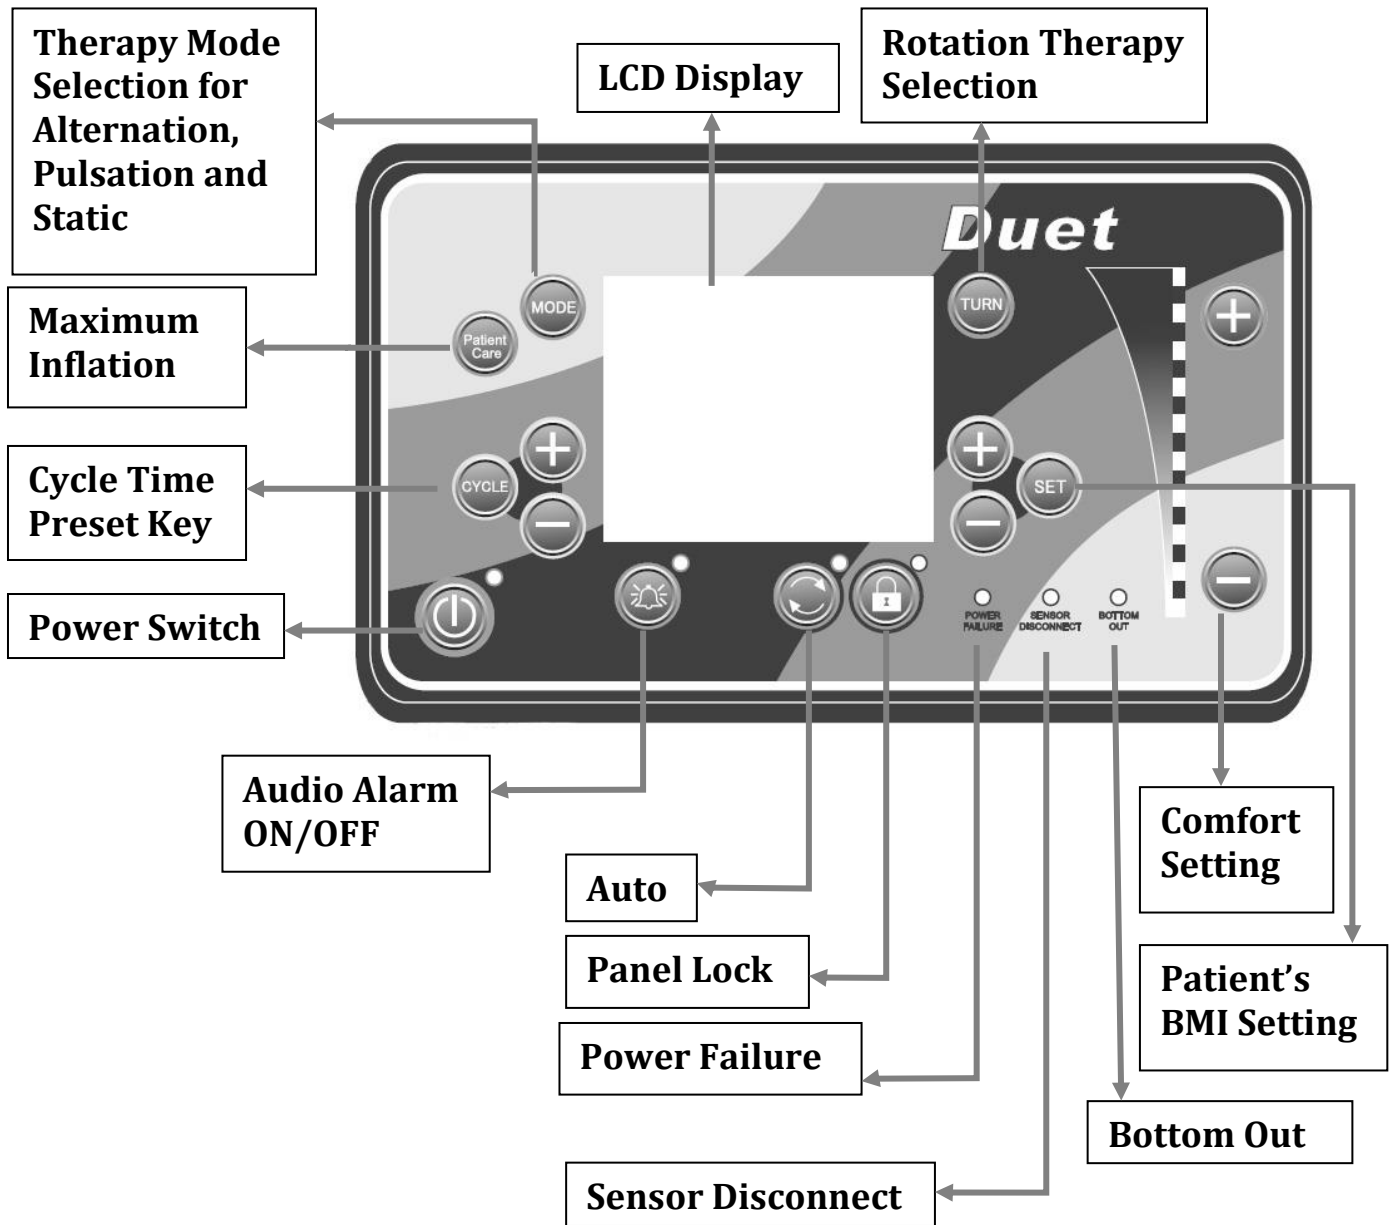 Therapy Mode
Selection for
Alternation,
Pulsation and
Static
LCD Display
Rotation Therapy
Selection
Duet
MODE
TURN
Maximum
Inflation
Patient
Care
Cycle Time
Preset Key
CYCLE
SET
Power Switch
POWER
FAILURE
SENSOR
DISCONNECT
BOTTOM
OUT
Audio Alarm
ON/OFF
Comfort
Setting
Auto
Panel Lock
Patient’s
BMI Setting
Power Failure
Bottom Out
Sensor Disconnect